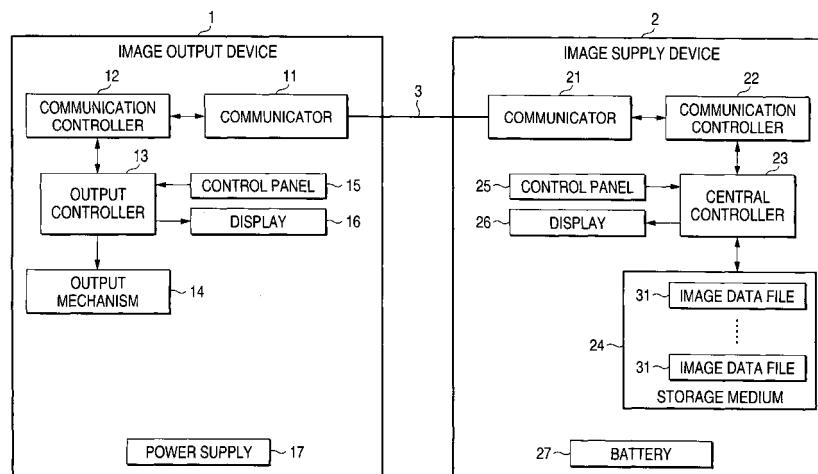 1
IMAGE OUTPUT DEVICE
12
COMMUNICATION
CONTROLLER
11
COMMUNICATOR
13
OUTPUT
CONTROLLER
CONTROL PANEL
15
DISPLAY
16
OUTPUT
MECHANISM
14
POWER SUPPLY
17
3
2
IMAGE SUPPLY DEVICE
21
COMMUNICATOR
22
COMMUNICATION
CONTROLLER
23
CENTRAL
CONTROLLER
25
CONTROL PANEL
26
DISPLAY
24
31
IMAGE DATA FILE
31
IMAGE DATA FILE
STORAGE MEDIUM
27
BATTERY